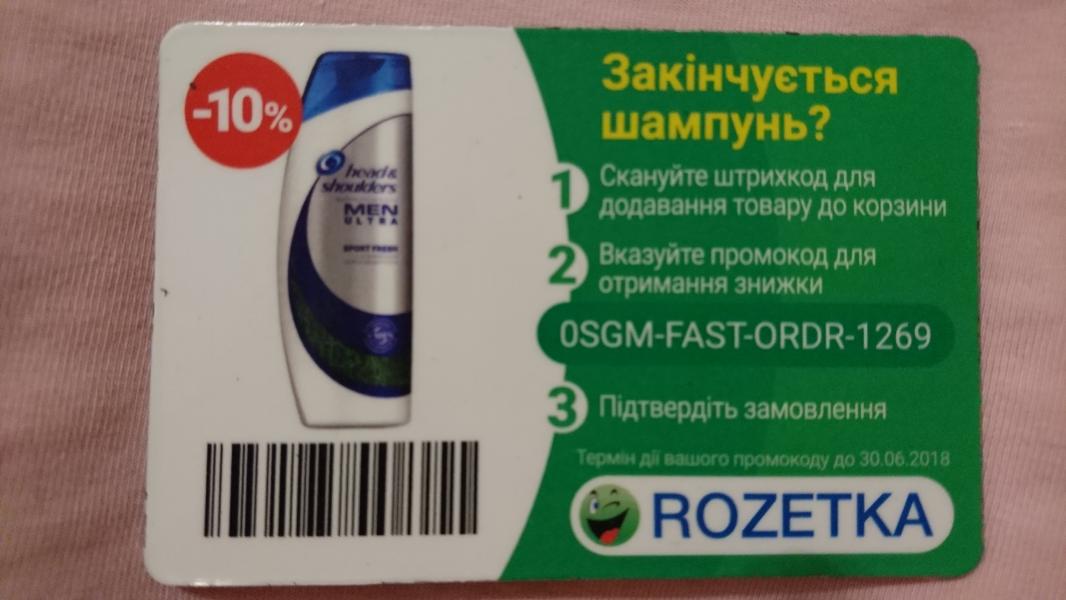 -10%
head&
shoulders
MEN
ULTRA
SPORT FRESH
Закінчується
шампунь?
1 Скануйте штрихкод для
додавання товару до корзини
2 Вказуйте промокод для
отримання знижки
0SGM-FAST-ORDR-1269
3 Підтвердіть замовлення
Термін дії вашого промокоду до 30.06.2018
ROZETKA